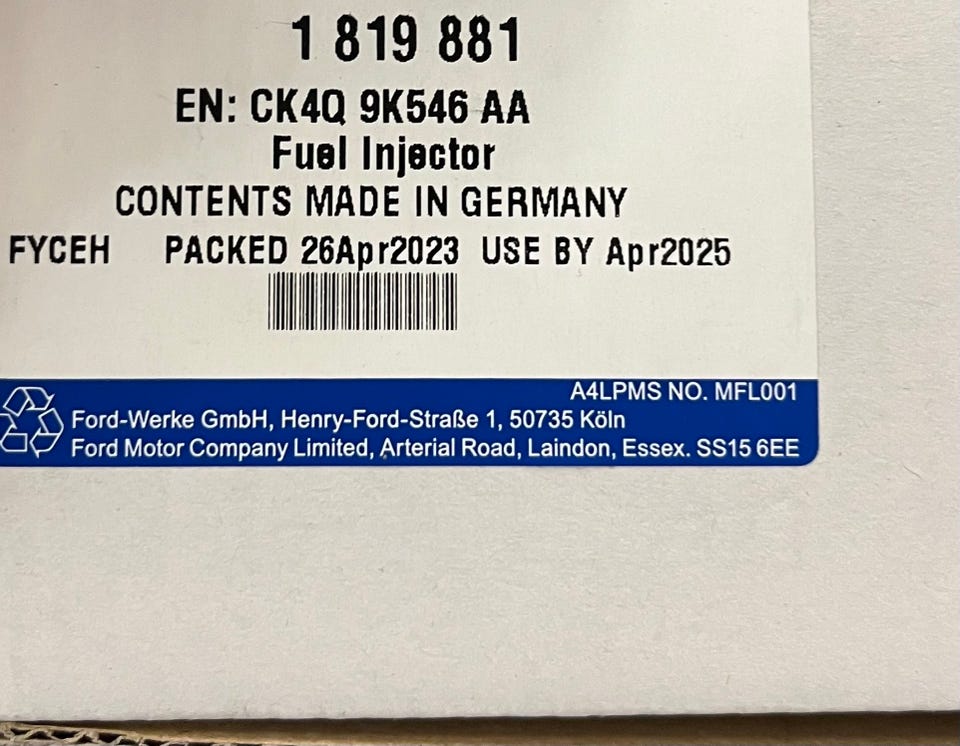 1 819 881
EN: CK4Q 9K546 AA
Fuel Injector
CONTENTS MADE IN GERMANY
FYCEH PACKED 26Apr2023 USE BY Apr2025
A4LPMS NO. MFL001
Ford-Werke GmbH, Henry-Ford-Straße 1, 50735 Köln
Ford Motor Company Limited, Arterial Road, Laindon, Essex. SS15 6EE